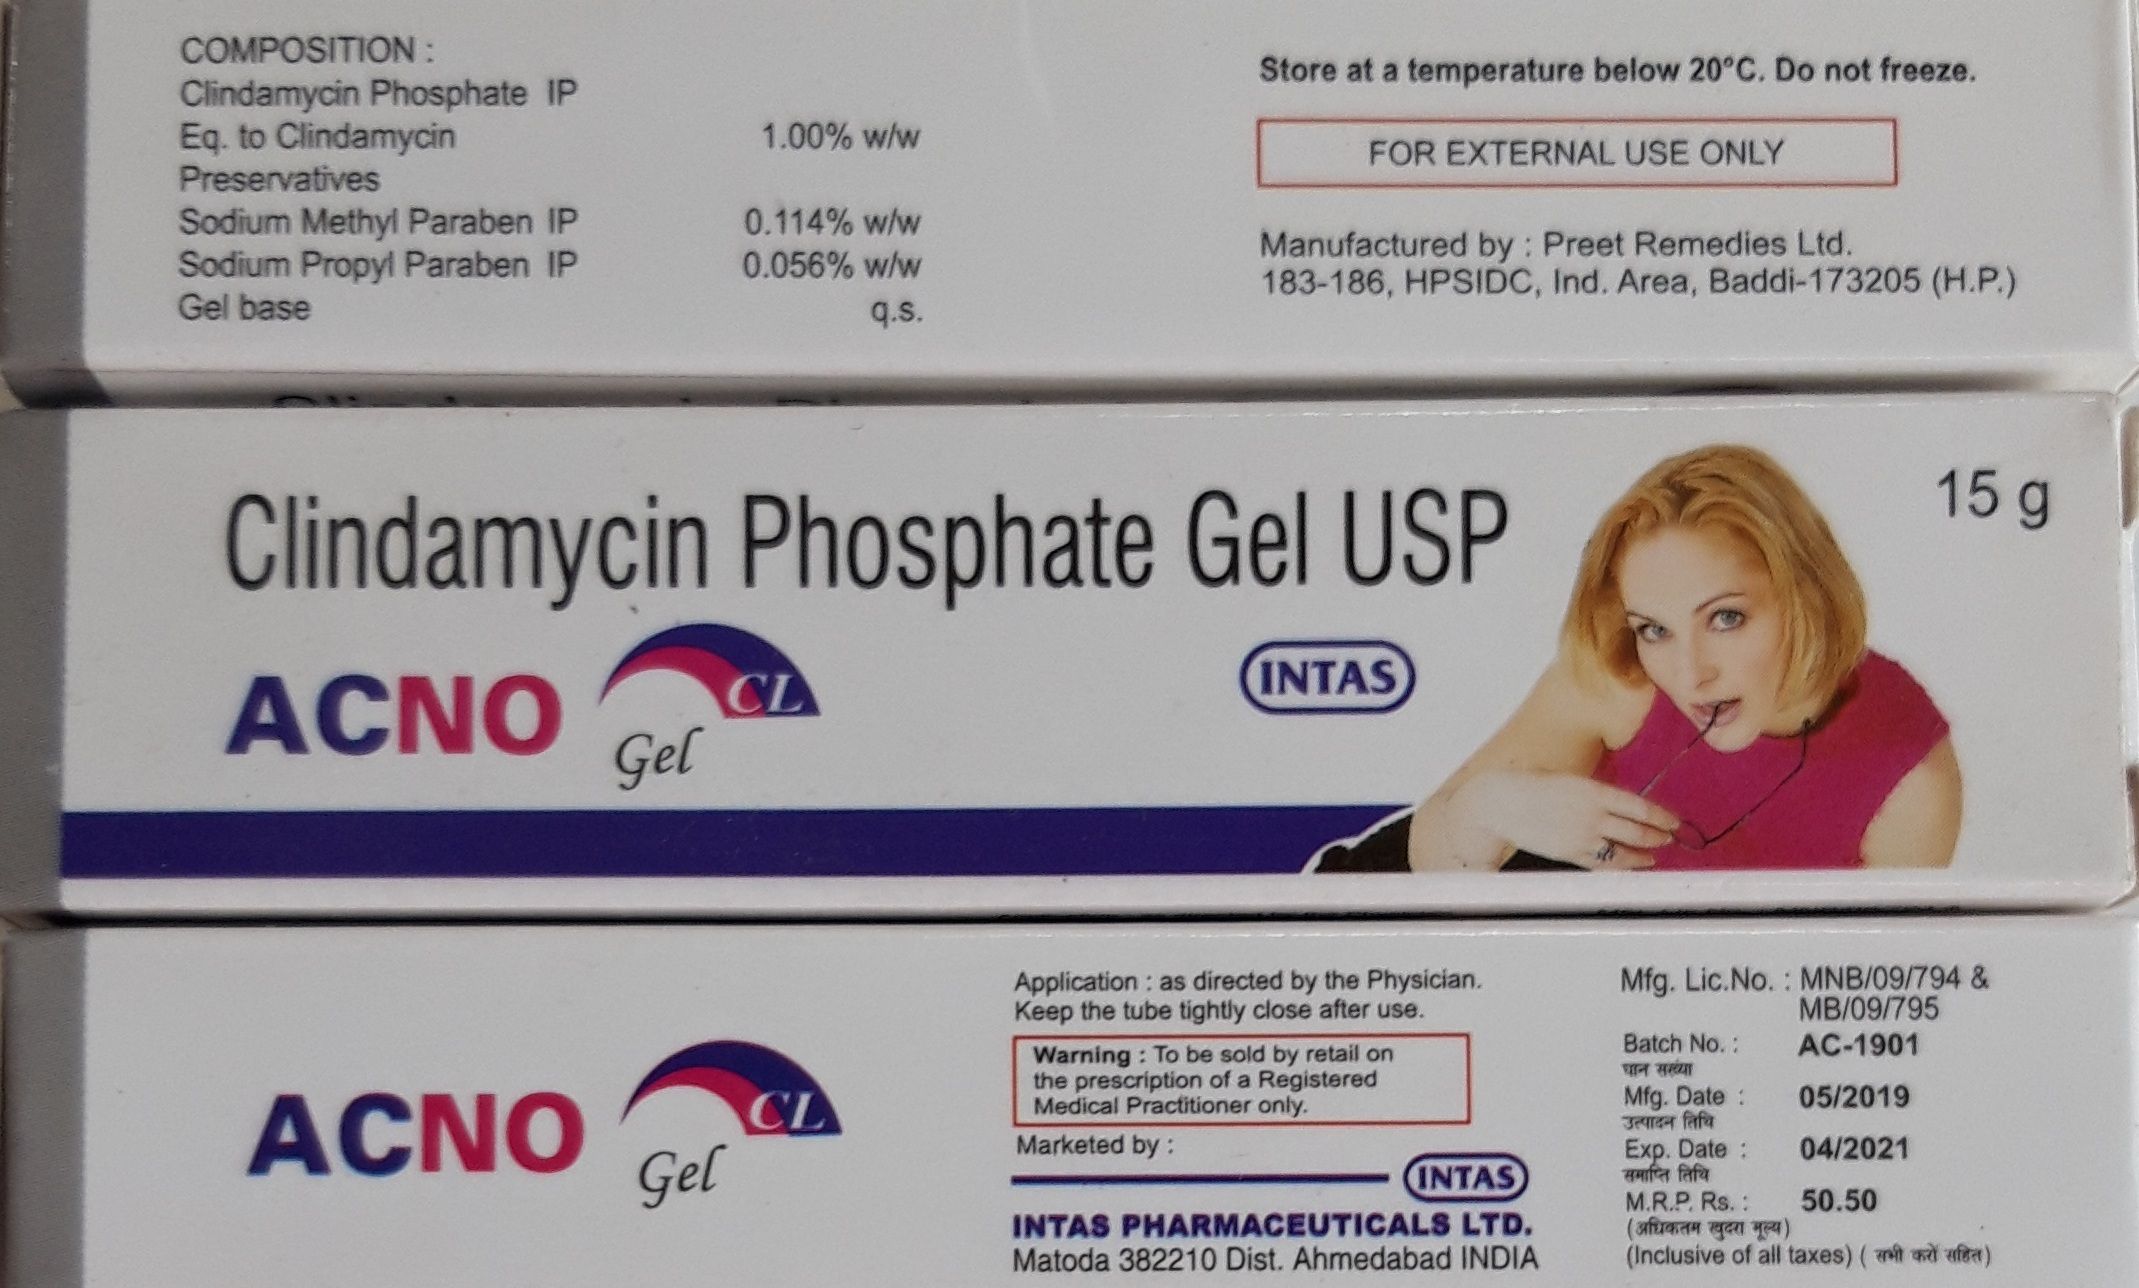 COMPOSITION :
Clindamycin Phosphate IP
Eq. to Clindamycin 1.00% w/w
Preservatives
Sodium Methyl Paraben IP 0.114% w/w
Sodium Propyl Paraben IP 0.056% w/w
Gel base q.s.
Store at a temperature below 20°C. Do not freeze.
FOR EXTERNAL USE ONLY
Manufactured by : Preet Remedies Ltd.
183-186, HPSIDC, Ind. Area, Baddi-173205 (H.P.)
Clindamycin Phosphate Gel USP
15 g
ACNO CL
Gel
INTAS
ACNO CL
Gel
Application : as directed by the Physician.
Keep the tube tightly close after use.
Warning : To be sold by retail on
the prescription of a Registered
Medical Practitioner only.
Marketed by :
INTAS
INTAS PHARMACEUTICALS LTD.
Matoda 382210 Dist. Ahmedabad INDIA
Mfg. Lic.No. : MNB/09/794 &
MB/09/795
Batch No. : AC-1901
घान संख्या
Mfg. Date : 05/2019
उत्पादन तिथि
Exp. Date : 04/2021
समाप्ति तिथि
M.R.P. Rs. : 50.50
(अधिकतम खुदरा मूल्य)
(Inclusive of all taxes) ( सभी करों सहित)